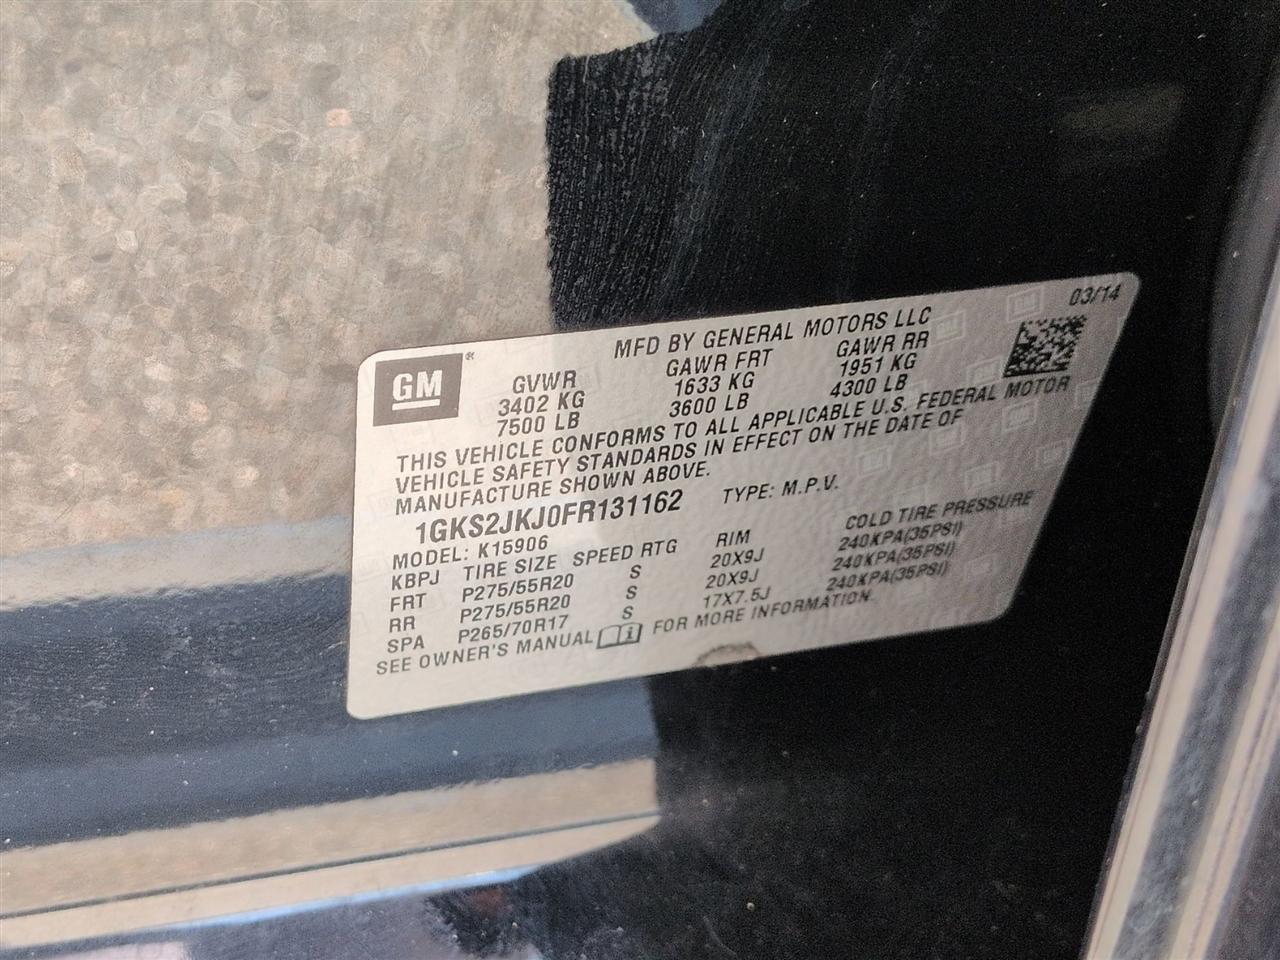 03/14
MFD BY GENERAL MOTORS LLC
GM®
GVWR GAWR FRT GAWR RR
3402 KG 1633 KG 1951 KG
7500 LB 3600 LB 4300 LB
THIS VEHICLE CONFORMS TO ALL APPLICABLE U.S. FEDERAL MOTOR
VEHICLE SAFETY STANDARDS IN EFFECT ON THE DATE OF
MANUFACTURE SHOWN ABOVE.
1GKS2JKJ0FR131162 TYPE: M.P.V.
MODEL: K15906
KBPJ TIRE SIZE SPEED RTG RIM COLD TIRE PRESSURE
FRT P275/55R20 S 20X9J 240KPA(35PSI)
RR P275/55R20 S 20X9J 240KPA(35PSI)
SPA P265/70R17 S 17X7.5J 240KPA(35PSI)
SEE OWNER'S MANUAL FOR MORE INFORMATION.